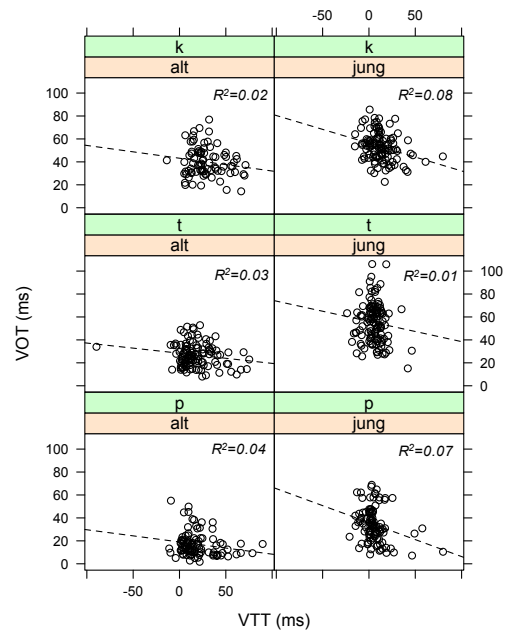 -50 0 50
k k
alt jung
R²=0.02 R²=0.08
100
80
60
40
20
0
t t
alt jung
R²=0.03 R²=0.01
100
80
60
40
20
0
p p
alt jung
R²=0.04 R²=0.07
100
80
60
40
20
0
-50 0 50
VOT (ms)
VTT (ms)